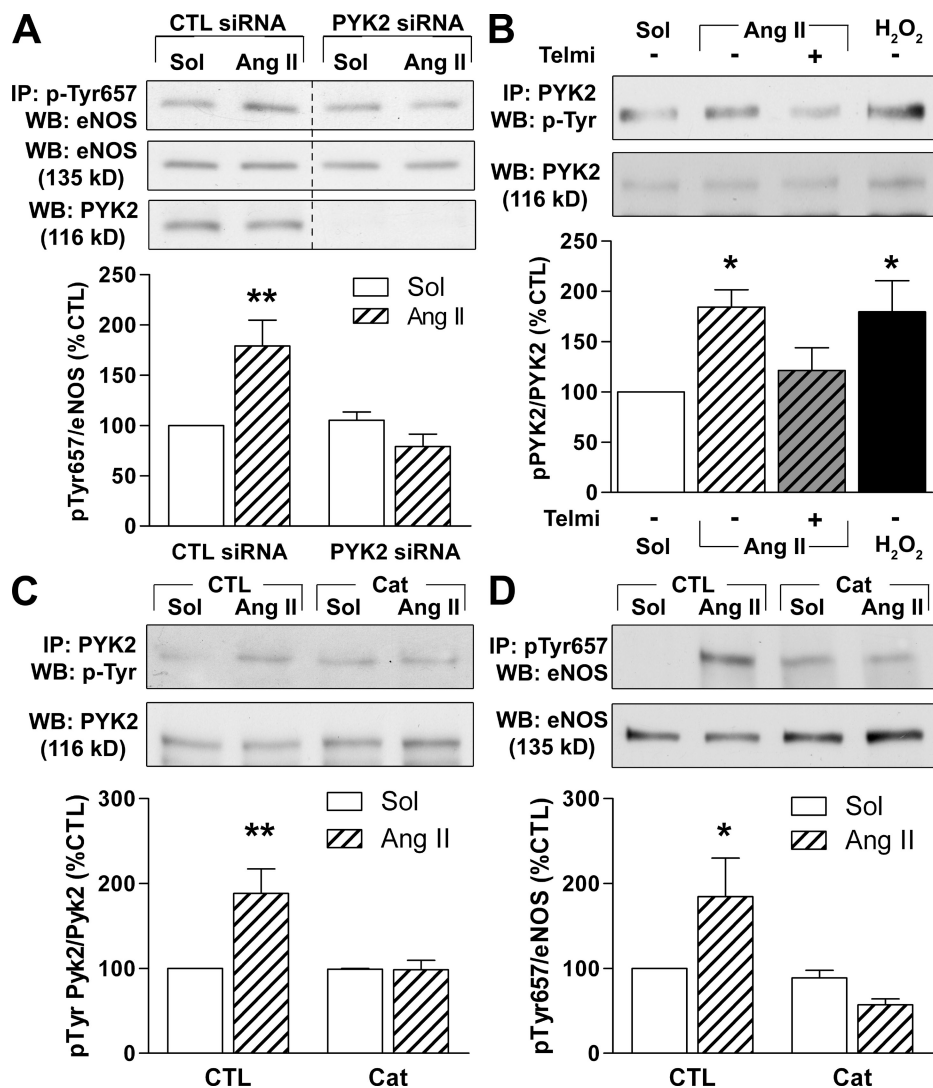 A
CTL siRNA PYK2 siRNA
Sol Ang II Sol Ang II
IP: p-Tyr657
WB: eNOS
WB: eNOS
(135 kD)
WB: PYK2
(116 kD)
250
200
150
100
50
0
pTyr657/eNOS (%CTL)
**
Sol
Ang II
CTL siRNA PYK2 siRNA
B
Sol Ang II H2O2
Telmi - - + -
IP: PYK2
WB: p-Tyr
WB: PYK2
(116 kD)
250
200
150
100
50
0
pPYK2/PYK2 (%CTL)
* *
Telmi - - + -
Sol Ang II H2O2
C
CTL Cat
Sol Ang II Sol Ang II
IP: PYK2
WB: p-Tyr
WB: PYK2
(116 kD)
300
200
100
0
pTyr Pyk2/Pyk2 (%CTL)
**
Sol
Ang II
CTL Cat
D
CTL Cat
Sol Ang II Sol Ang II
IP: pTyr657
WB: eNOS
WB: eNOS
(135 kD)
300
200
100
0
pTyr657/eNOS (%CTL)
*
Sol
Ang II
CTL Cat